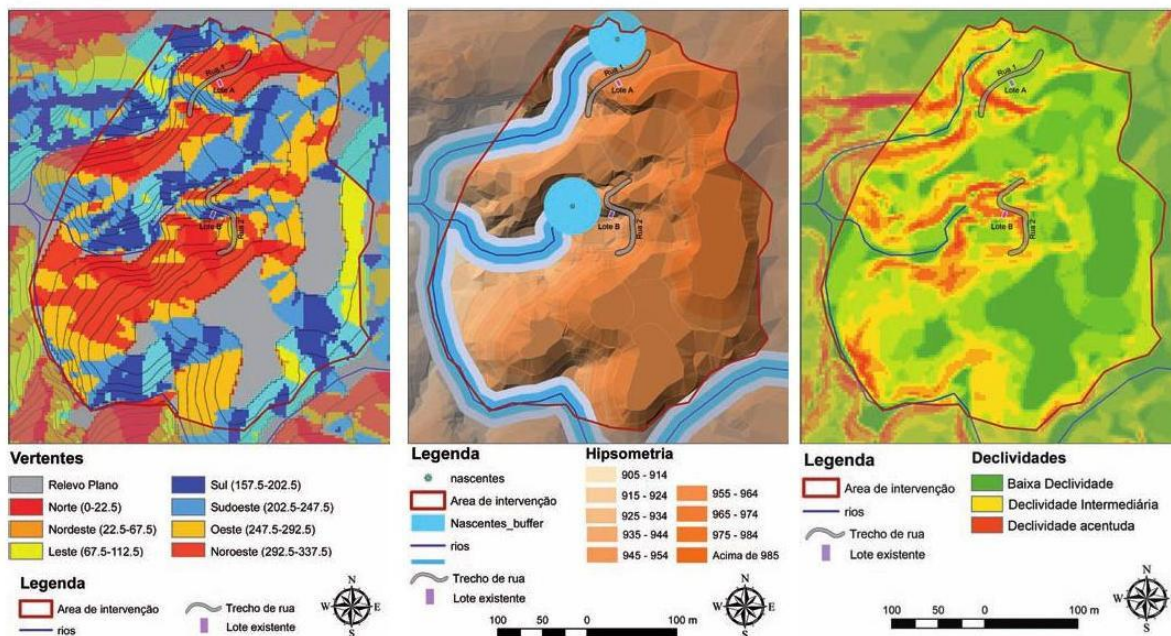 Rua 1
Lote A
Lote B
Rua 2
Vertentes
Relevo Plano
Norte (0-22.5)
Nordeste (22.5-67.5)
Leste (67.5-112.5)
Sul (157.5-202.5)
Sudoeste (202.5-247.5)
Oeste (247.5-292.5)
Noroeste (292.5-337.5)
Legenda
Área de intervenção
rios
Trecho de rua
Lote existente
N
W E
S
Rua 1
Lote A
Lote B
Rua 2
Legenda
nascentes
Área de intervenção
Nascentes_buffer
rios
Trecho de rua
Lote existente
Hipsometria
905 - 914
915 - 924
925 - 934
935 - 944
945 - 954
955 - 964
965 - 974
975 - 984
Acima de 985
N
W E
S
100 50 0 100 m
Rua 1
Lote A
Lote B
Rua 2
Legenda
Área de intervenção
rios
Trecho de rua
Lote existente
Declividades
Baixa Declividade
Declividade Intermediária
Declividade acentuda
N
W E
S
100 50 0 100 m